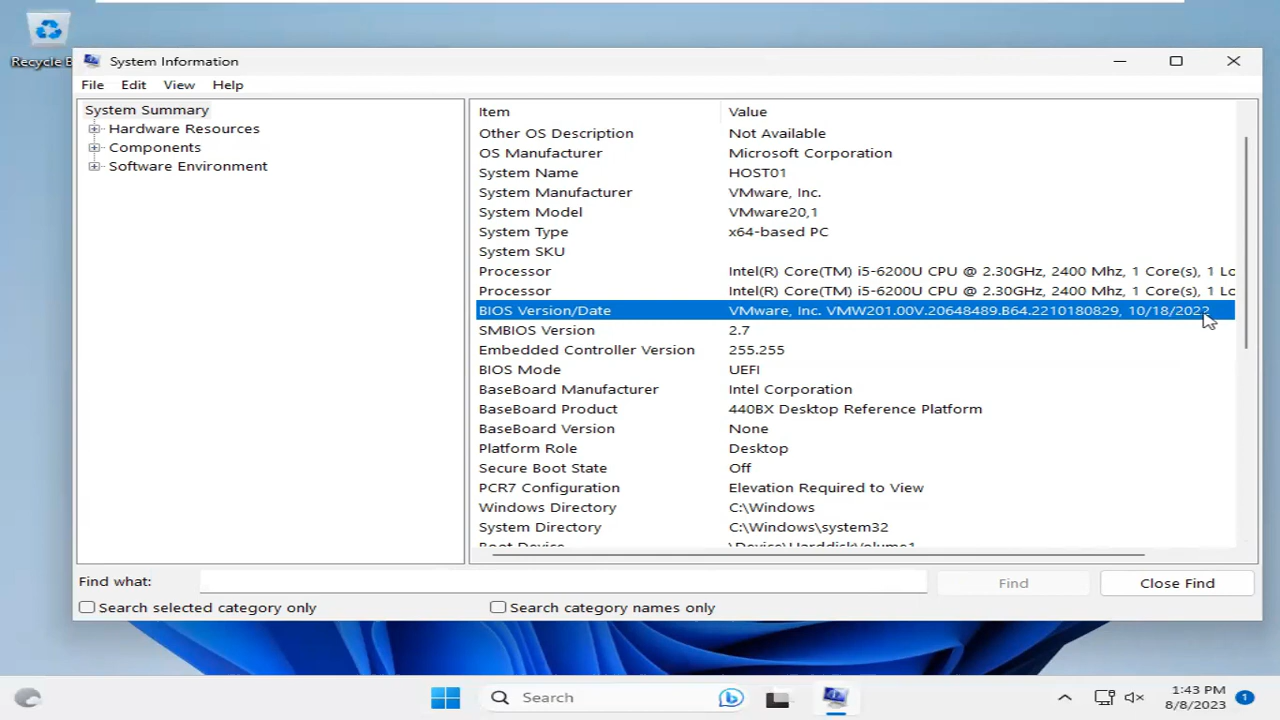 Recycle B
System Information
File Edit View Help
System Summary
Hardware Resources
Components
Software Environment
Item Value
Other OS Description Not Available
OS Manufacturer Microsoft Corporation
System Name HOST01
System Manufacturer VMware, Inc.
System Model VMware20,1
System Type x64-based PC
System SKU
Processor Intel(R) Core(TM) i5-6200U CPU @ 2.30GHz, 2400 Mhz, 1 Core(s), 1 Lo
Processor Intel(R) Core(TM) i5-6200U CPU @ 2.30GHz, 2400 Mhz, 1 Core(s), 1 Lo
BIOS Version/Date VMware, Inc. VMW201.00V.20648489.B64.2210180829, 10/18/2022
SMBIOS Version 2.7
Embedded Controller Version 255.255
BIOS Mode UEFI
BaseBoard Manufacturer Intel Corporation
BaseBoard Product 440BX Desktop Reference Platform
BaseBoard Version None
Platform Role Desktop
Secure Boot State Off
PCR7 Configuration Elevation Required to View
Windows Directory C:\Windows
System Directory C:\Windows\system32
Boot Device \Device\HarddiskVolume1
Find what: Find Close Find
Search selected category only Search category names only
Search
1:43 PM
8/8/2023
1